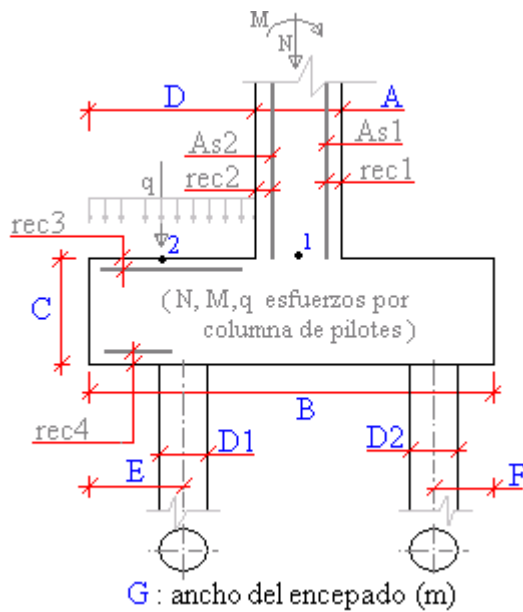 M
N
D
A
As2
As1
rec2
rec1
q
rec3
2
1
C
( N, M,q esfuerzos por
columna de pilotes )
B
rec4
D1
D2
E
F
G : ancho del encepado (m)